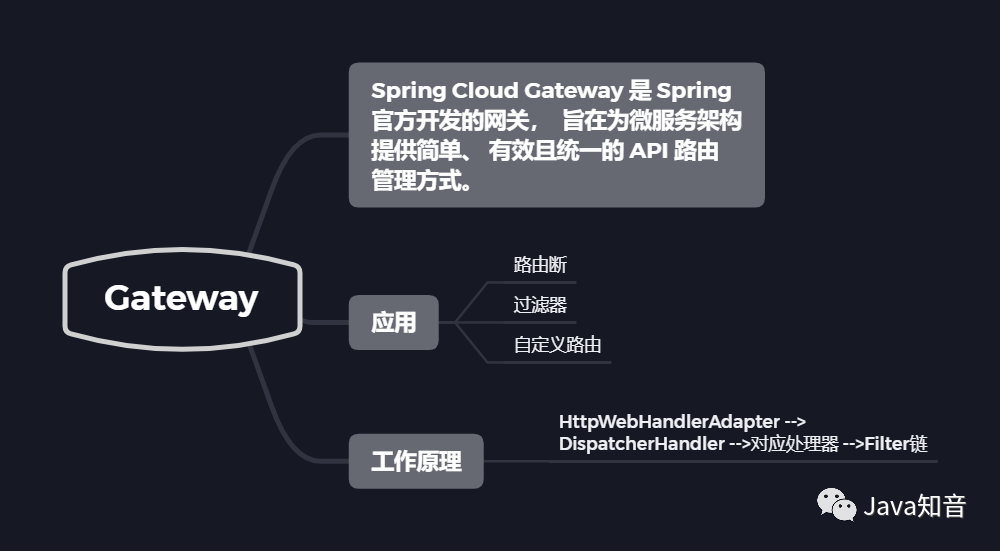 Spring Cloud Gateway 是 Spring
官方开发的网关， 旨在为微服务架构
提供简单、 有效且统一的 API 路由
管理方式。
Gateway
应用
路由断
过滤器
自定义路由
工作原理
HttpWebHandlerAdapter -->
DispatcherHandler -->对应处理器 -->Filter链
Java知音